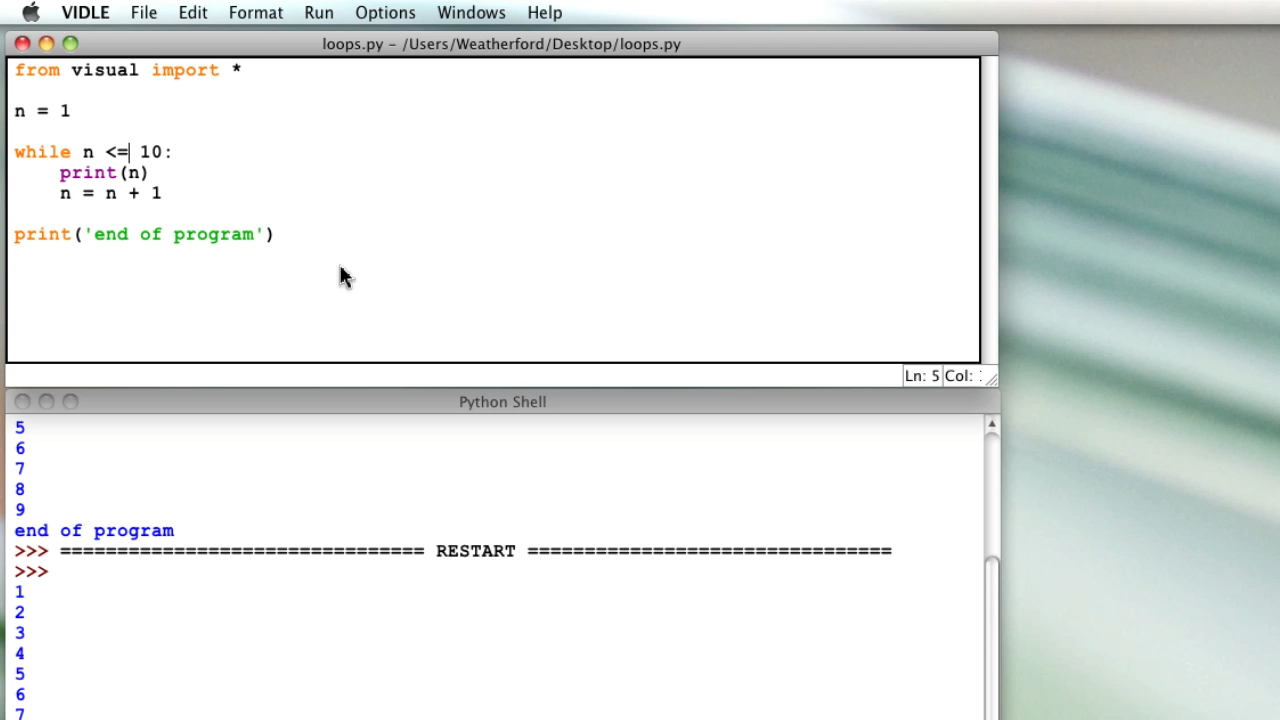 VIDLE File Edit Format Run Options Windows Help
loops.py – /Users/Weatherford/Desktop/loops.py
from visual import *
n = 1
while n <= 10:
    print(n)
    n = n + 1
print('end of program')
Ln: 5 Col:
Python Shell
5
6
7
8
9
end of program
>>> ================================ RESTART ================================
>>>
1
2
3
4
5
6
7